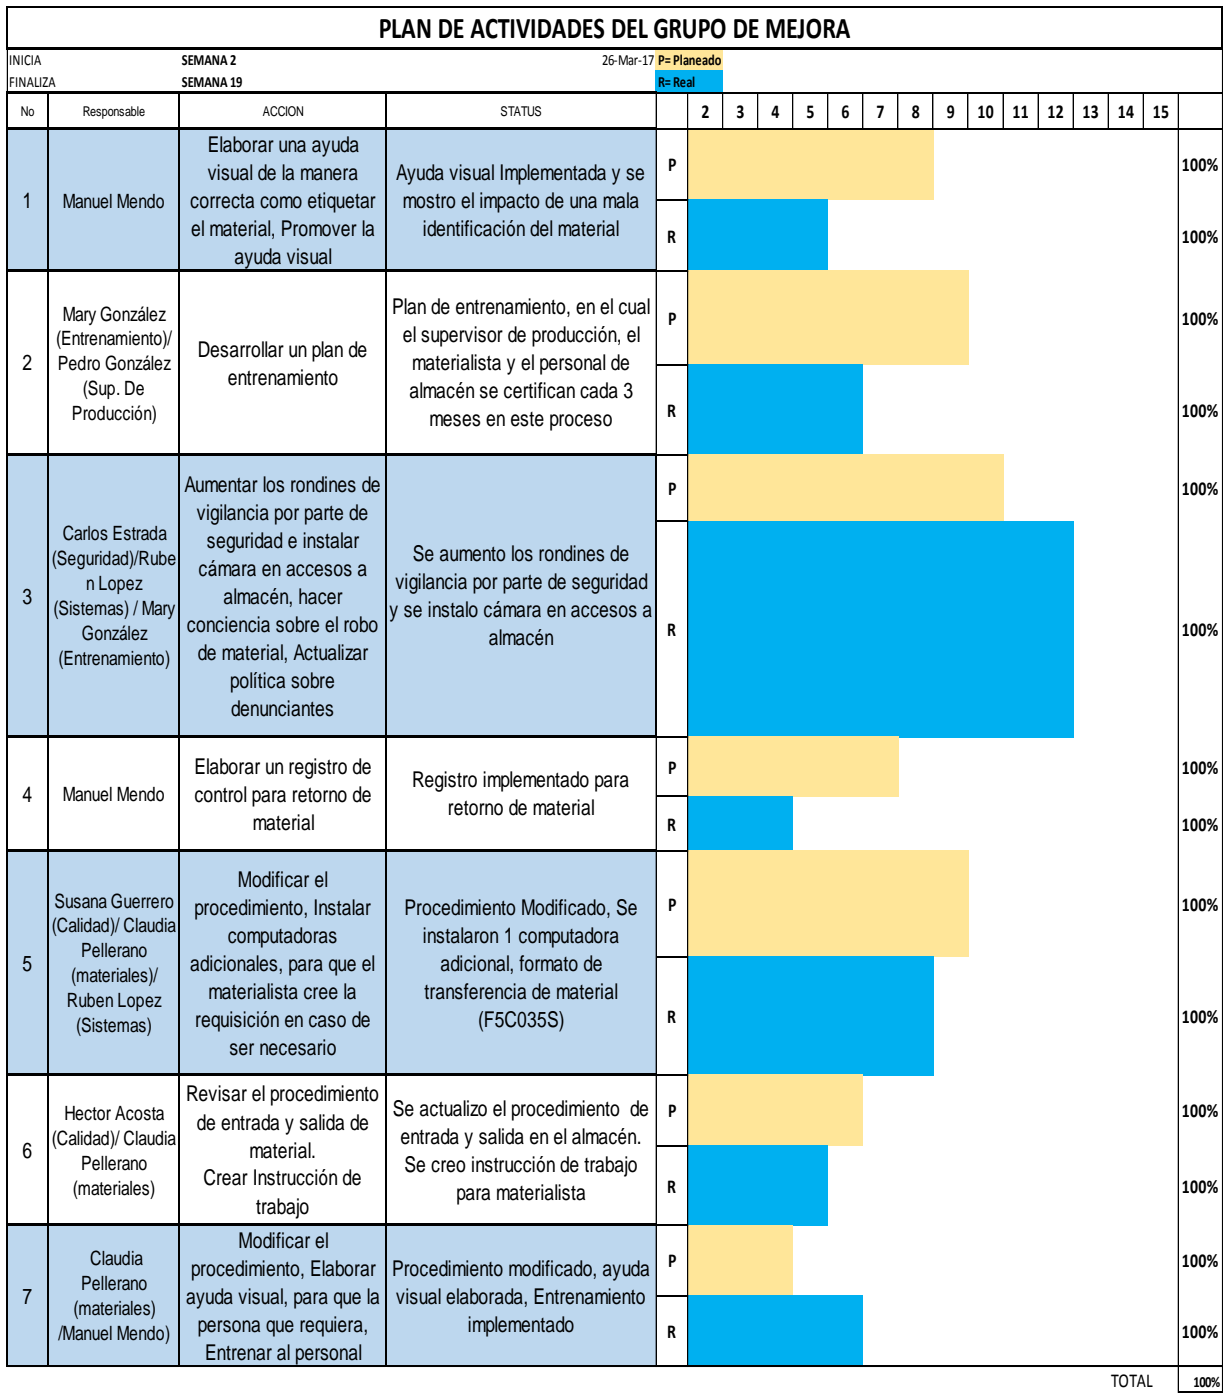 PLAN DE ACTIVIDADES DEL GRUPO DE MEJORA
INICIA SEMANA 2 26-Mar-17 P= Planeado
FINALIZA SEMANA 19 R= Real
No Responsable ACCION STATUS 2 3 4 5 6 7 8 9 10 11 12 13 14 15
1
Manuel Mendo
Elaborar una ayuda
visual de la manera
correcta como etiquetar
el material, Promover la
ayuda visual
Ayuda visual Implementada y se
mostro el impacto de una mala
identificación del material
P 100%
R 100%
2
Mary González
(Entrenamiento)/
Pedro González
(Sup. De
Producción)
Desarrollar un plan de
entrenamiento
Plan de entrenamiento, en el cual
el supervisor de producción, el
materialista y el personal de
almacén se certifican cada 3
meses en este proceso
P 100%
R 100%
3
Carlos Estrada
(Seguridad)/Rube
n Lopez
(Sistemas) / Mary
González
(Entrenamiento)
Aumentar los rondines de
vigilancia por parte de
seguridad e instalar
cámara en accesos a
almacén, hacer
conciencia sobre el robo
de material, Actualizar
política sobre
denunciantes
Se aumento los rondines de
vigilancia por parte de seguridad
y se instalo cámara en accesos a
almacén
P 100%
R 100%
4
Manuel Mendo
Elaborar un registro de
control para retorno de
material
Registro implementado para
retorno de material
P 100%
R 100%
5
Susana Guerrero
(Calidad)/ Claudia
Pellerano
(materiales)/
Ruben Lopez
(Sistemas)
Modificar el
procedimiento, Instalar
computadoras
adicionales, para que el
materialista cree la
requisición en caso de
ser necesario
Procedimiento Modificado, Se
instalaron 1 computadora
adicional, formato de
transferencia de material
(F5C035S)
P 100%
R 100%
6
Hector Acosta
(Calidad)/ Claudia
Pellerano
(materiales)
Revisar el procedimiento
de entrada y salida de
material.
Crear Instrucción de
trabajo
Se actualizo el procedimiento de
entrada y salida en el almacén.
Se creo instrucción de trabajo
para materialista
P 100%
R 100%
7
Claudia
Pellerano
(materiales)
/Manuel Mendo)
Modificar el
procedimiento, Elaborar
ayuda visual, para que la
persona que requiera,
Entrenar al personal
Procedimiento modificado, ayuda
visual elaborada, Entrenamiento
implementado
P 100%
R 100%
TOTAL 100%